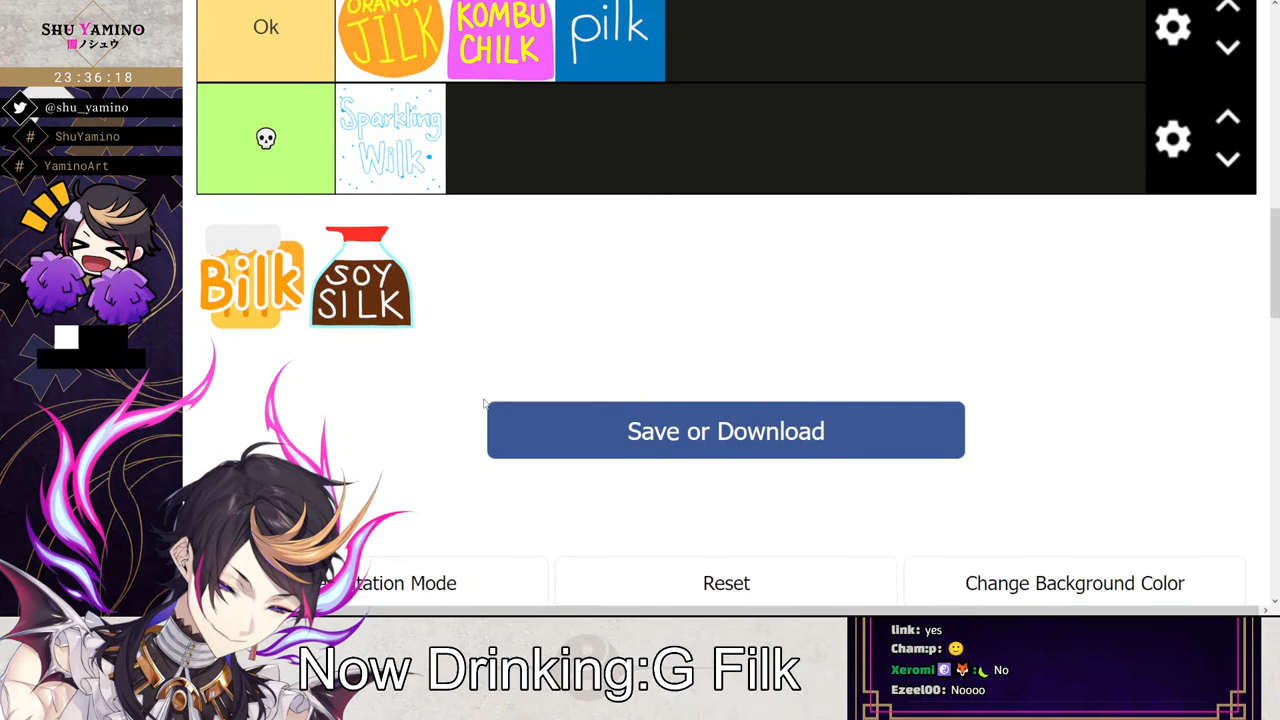 SHU YAMINO
闇ノシュウ
23:36:18
@shu_yamino
# ShuYamino
# YaminoArt
Ok
ORANGE
JILK
KOMBU
CHILK
pilk
Sparkling
Wilk
Bilk
SOY
SILK
Save or Download
tation Mode
Reset
Change Background Color
Now Drinking:G Filk
link: yes
Cham:p:
Xeromi : No
Ezeel00: Noooo